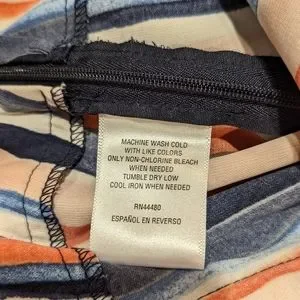 MACHINE WASH COLD
WITH LIKE COLORS
ONLY NON-CHLORINE BLEACH
WHEN NEEDED
TUMBLE DRY LOW
COOL IRON WHEN NEEDED
RN44480
ESPAÑOL EN REVERSO